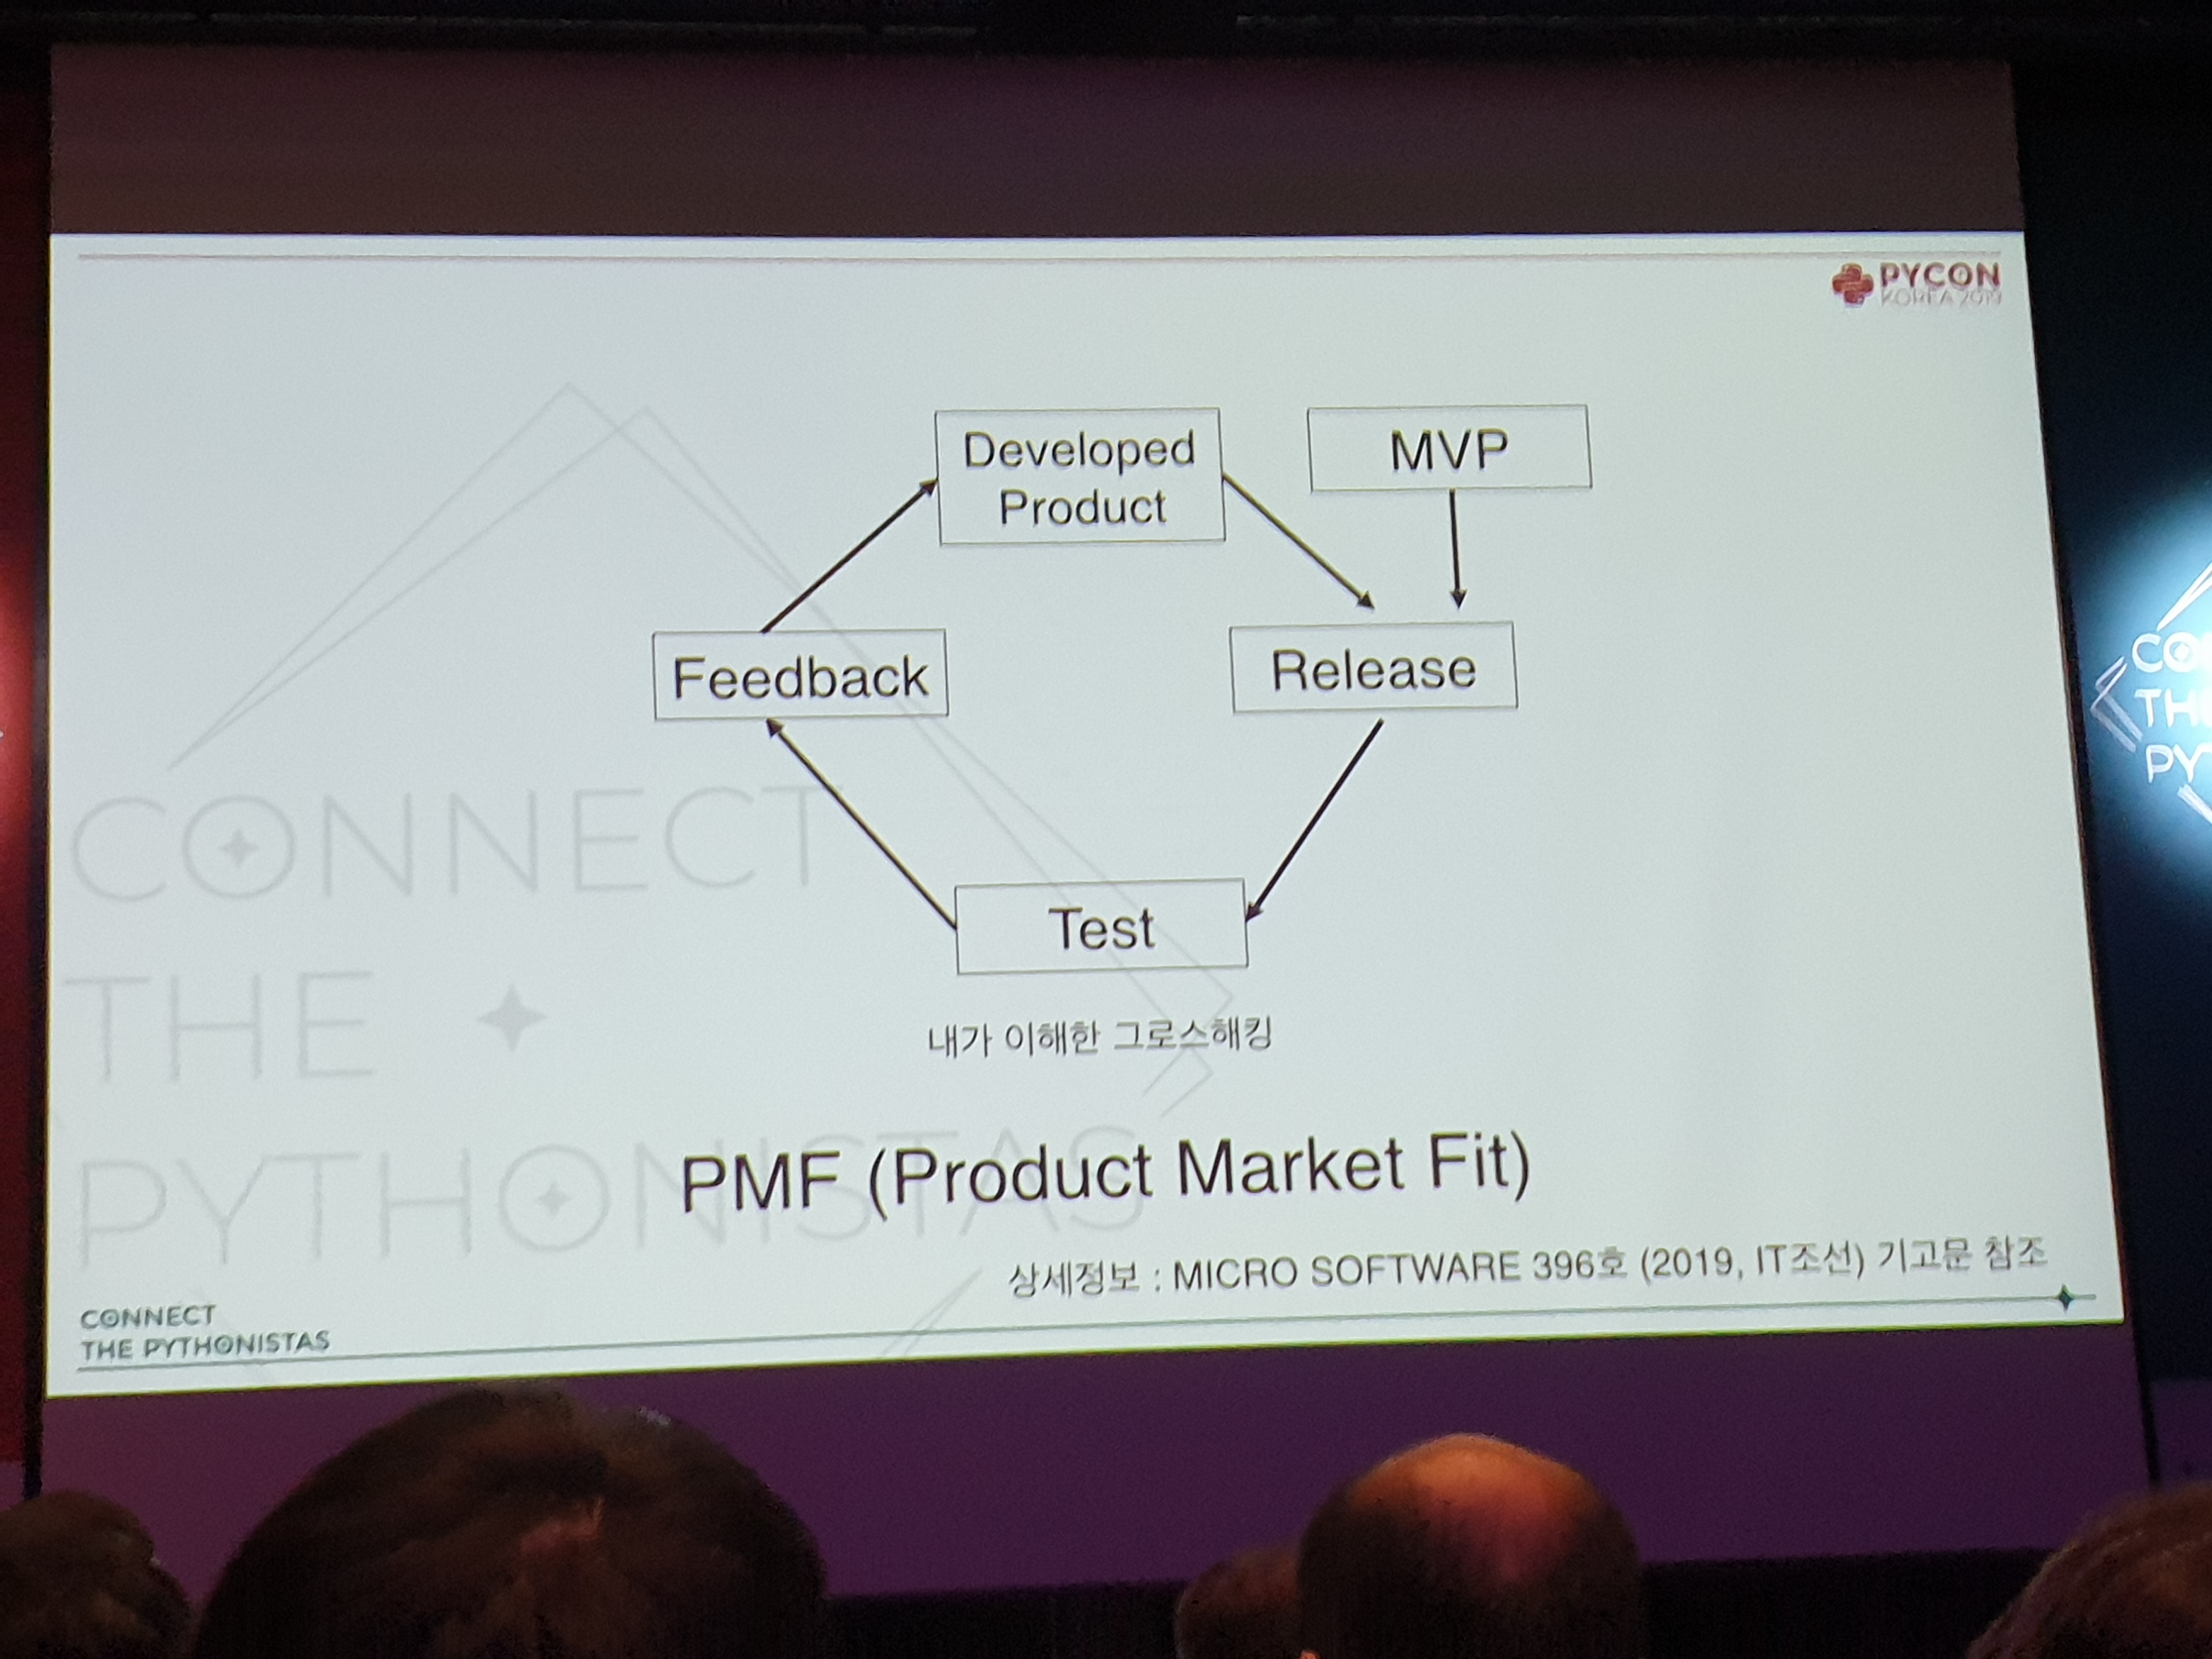 PYCON
KOREA 2019
Developed
Product
MVP
Feedback
Release
Test
내가 이해한 그로스해킹
CONNECT
THE
PYTHONISTAS
PMF (Product Market Fit)
상세정보 : MICRO SOFTWARE 396호 (2019, IT조선) 기고문 참조
CONNECT
THE PYTHONISTAS
CO
TH
PY